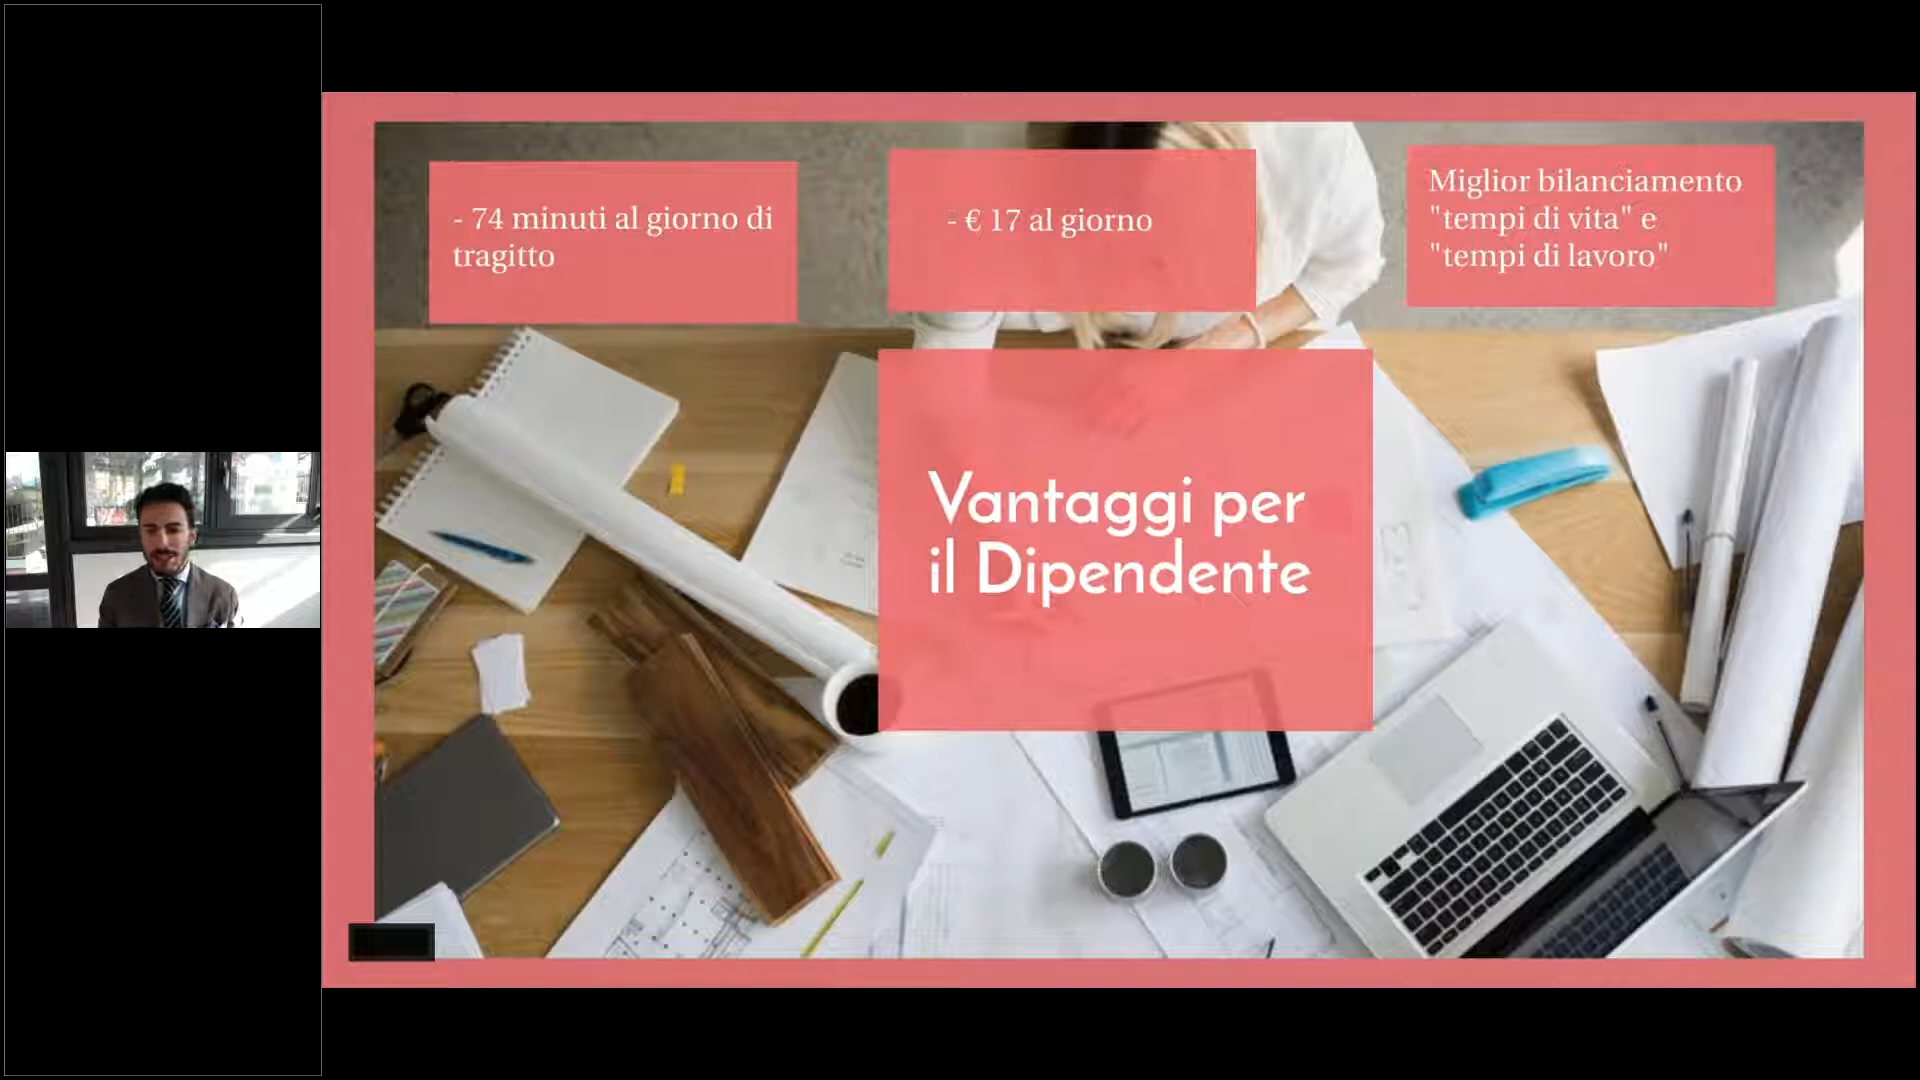 - 74 minuti al giorno di
tragitto
- € 17 al giorno
Miglior bilanciamento
"tempi di vita" e
"tempi di lavoro"
Vantaggi per
il Dipendente